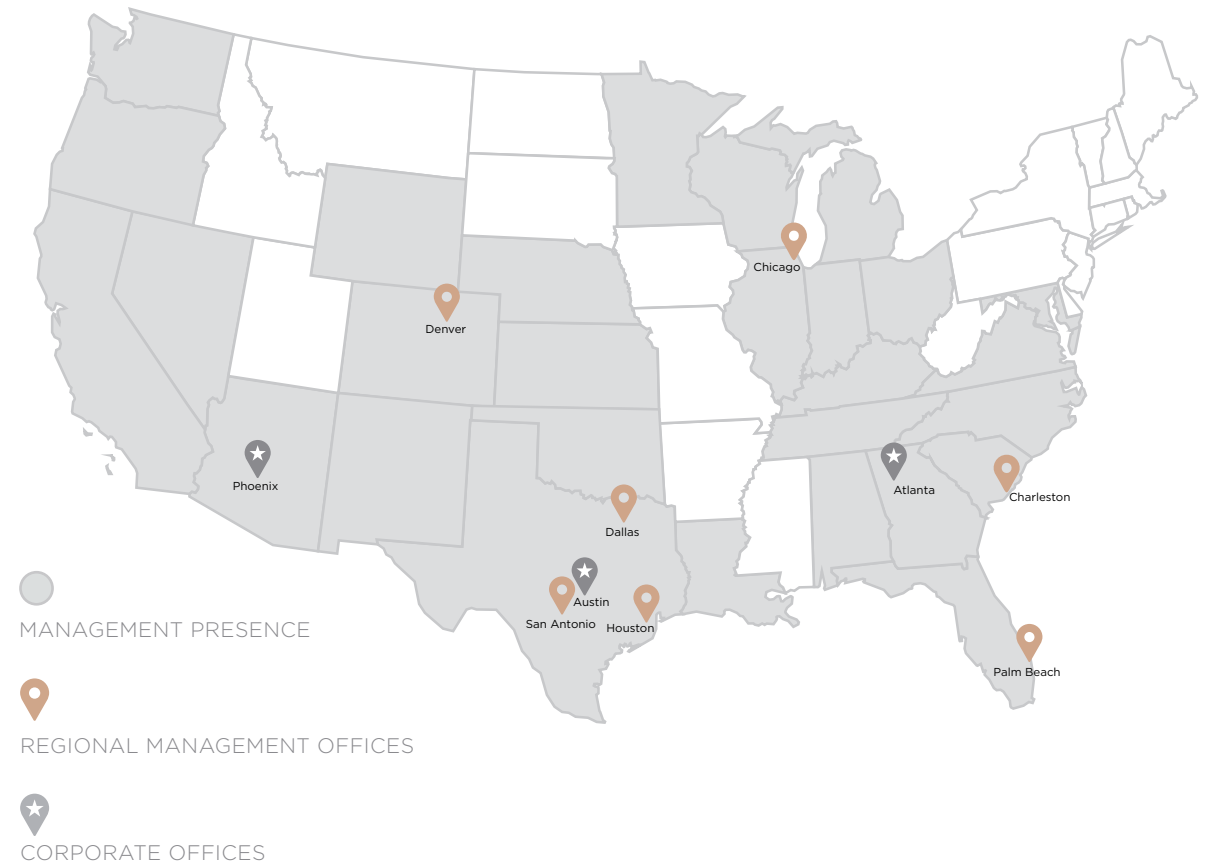 Chicago
Denver
Phoenix
Atlanta
Charleston
Dallas
Austin
San Antonio
Houston
Palm Beach
MANAGEMENT PRESENCE
REGIONAL MANAGEMENT OFFICES
CORPORATE OFFICES